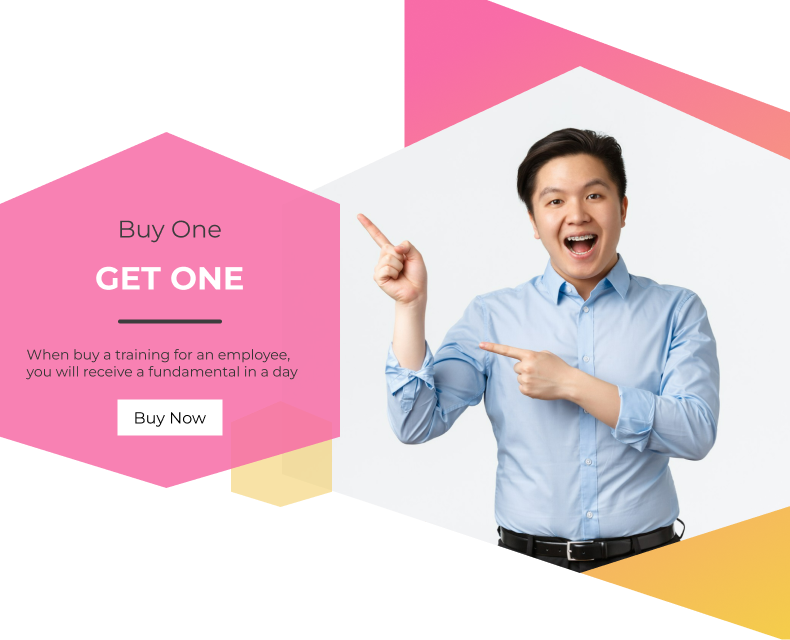 Buy One
GET ONE
When buy a training for an employee,
you will receive a fundamental in a day
Buy Now